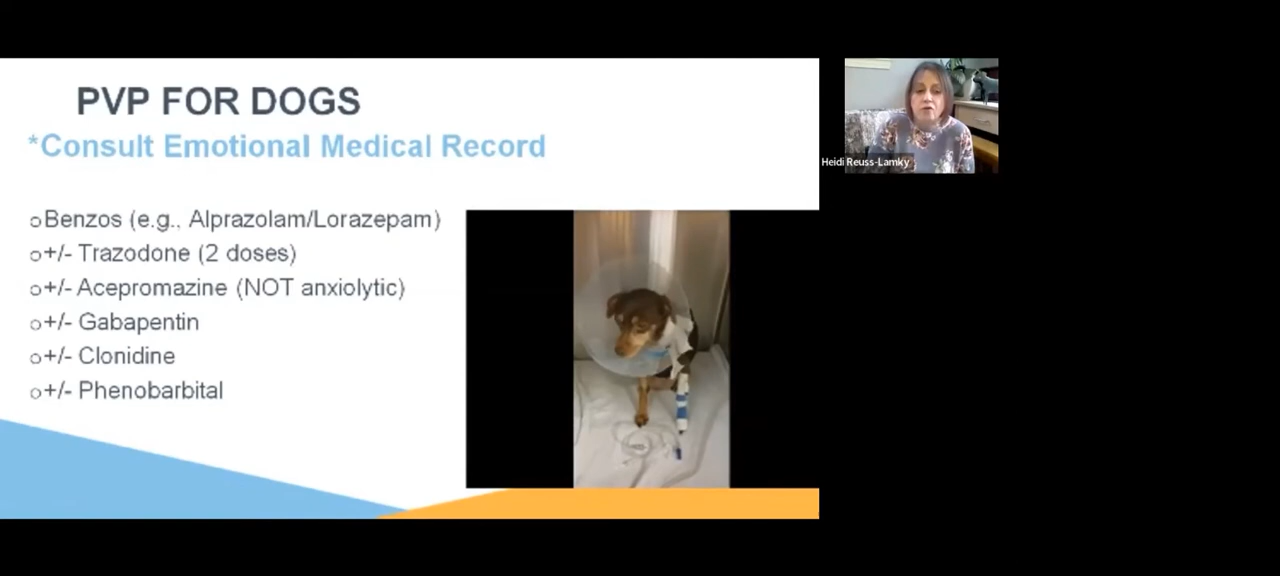 PVP FOR DOGS
*Consult Emotional Medical Record
oBenzos (e.g., Alprazolam/Lorazepam)
o+/- Trazodone (2 doses)
o+/- Acepromazine (NOT anxiolytic)
o+/- Gabapentin
o+/- Clonidine
o+/- Phenobarbital
Heidi Reuss-Lamky